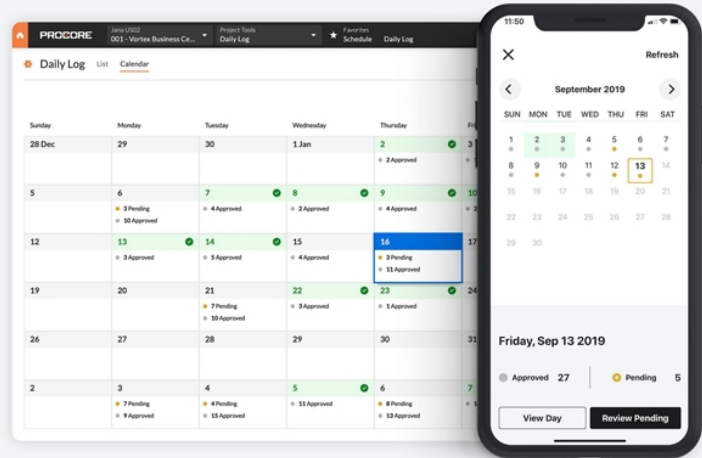 PROCORE
Jana US02
001 - Vortex Business Ce...
Project Tools
Daily Log
Favorites
Schedule Daily Log
Daily Log List Calendar
Sunday Monday Tuesday Wednesday Thursday
28 Dec 29 30 1 Jan 2 3
2 Approved
5 6 7 8 9 10
3 Pending 4 Approved 2 Approved 4 Approved
10 Approved
12 13 14 15 16 17
3 Approved 5 Approved 4 Approved 3 Pending
11 Approved
19 20 21 22 23 24
7 Pending 3 Approved 1 Approved
10 Approved
26 27 28 29 30 31
2 3 4 5 6 7
7 Pending 4 Pending 11 Approved 8 Pending
9 Approved 15 Approved 13 Approved
11:50
Refresh
September 2019
SUN MON TUE WED THU FRI SAT
1 2 3 4 5 6 7
8 9 10 11 12 13 14
15 16 17 18 19 20 21
22 23 24 25 26 27 28
29 30
Friday, Sep 13 2019
Approved 27 Pending 5
View Day Review Pending